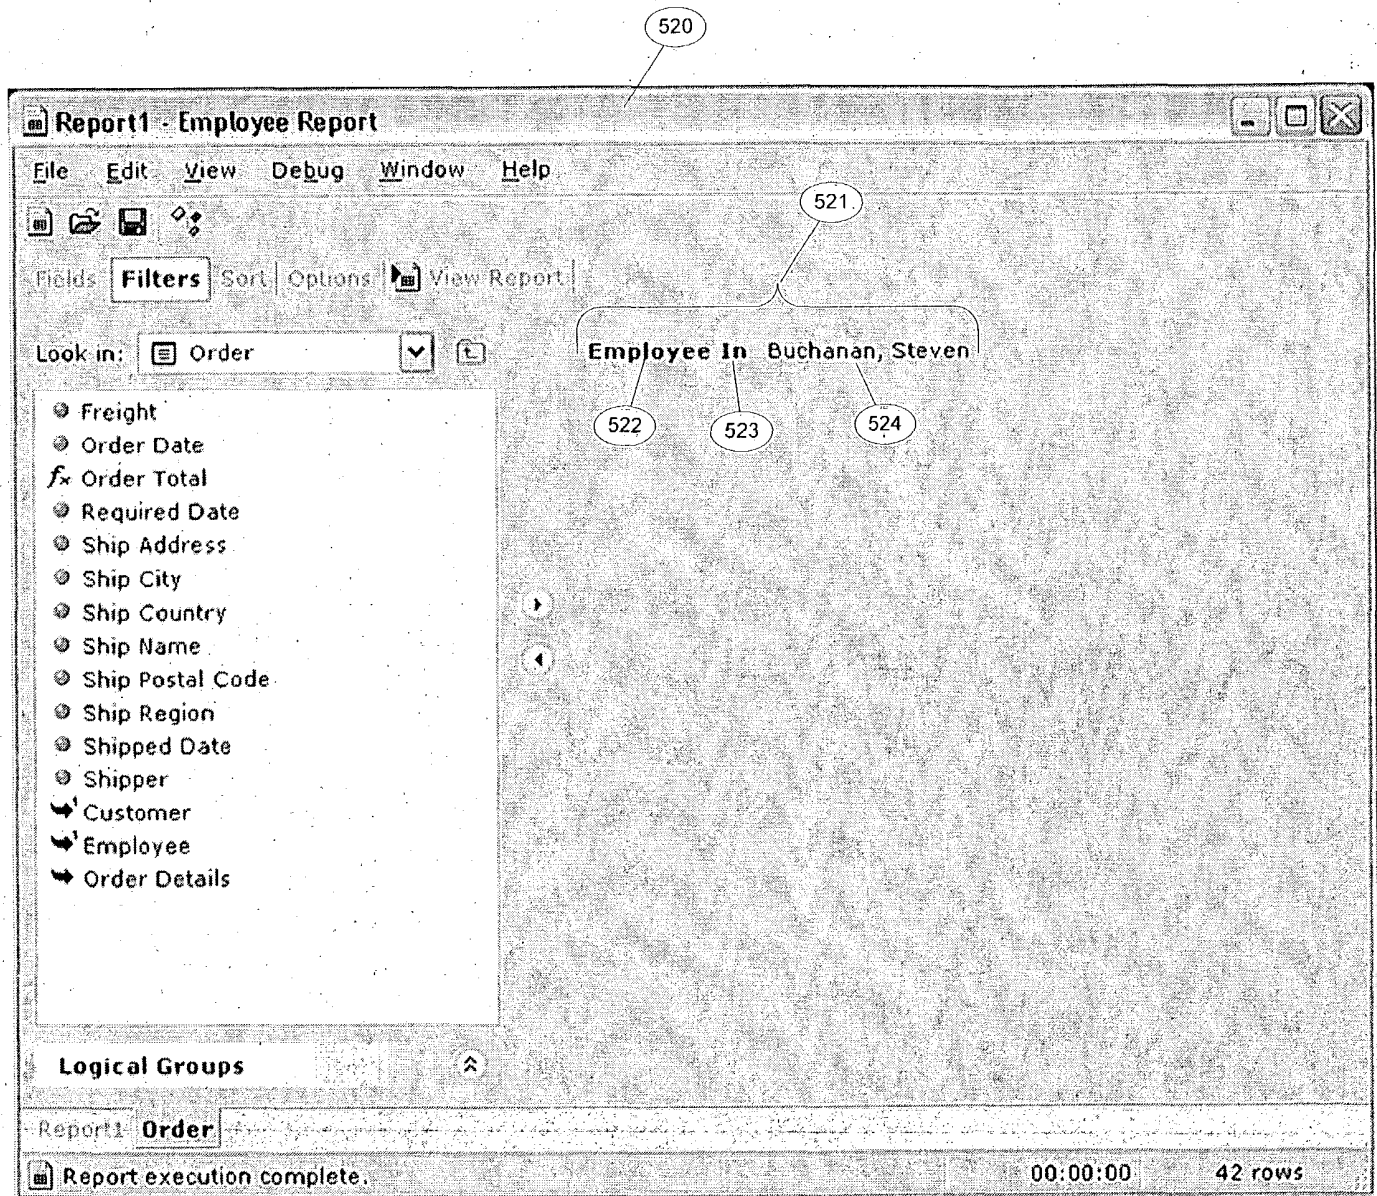 520
Report1 - Employee Report
File Edit View Debug Window Help
521
Fields Filters Sort Options View Report
Look in: Order
Employee In Buchanan, Steven
522 523 524
Freight
Order Date
fx Order Total
Required Date
Ship Address
Ship City
Ship Country
Ship Name
Ship Postal Code
Ship Region
Shipped Date
Shipper
1 Customer
1 Employee
Order Details
Logical Groups
Report1 Order
Report execution complete. 00:00:00 42 rows